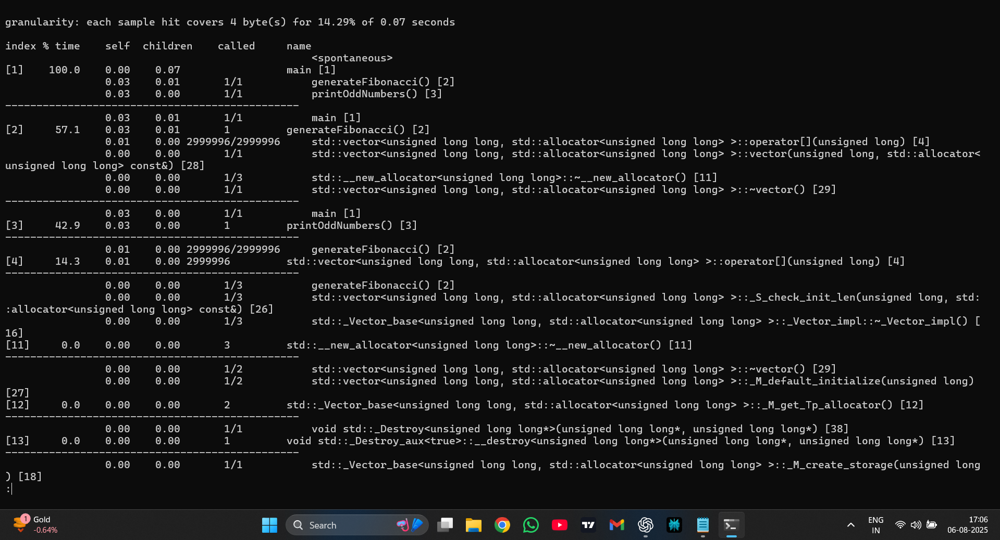 granularity: each sample hit covers 4 byte(s) for 14.29% of 0.07 seconds
index % time    self  children    called     name
                                                 <spontaneous>
[1]    100.0    0.00    0.07                 main [1]
                0.03    0.01       1/1           generateFibonacci() [2]
                0.03    0.00       1/1           printOddNumbers() [3]
-----------------------------------------------
                0.03    0.01       1/1           main [1]
[2]     57.1    0.03    0.01       1         generateFibonacci() [2]
                0.01    0.00 2999996/2999996     std::vector<unsigned long long, std::allocator<unsigned long long> >::operator[](unsigned long) [4]
                0.00    0.00       1/1           std::vector<unsigned long long, std::allocator<unsigned long long> >::vector(unsigned long, std::allocator<
unsigned long long> const&) [28]
                0.00    0.00       1/3           std::__new_allocator<unsigned long long>::~__new_allocator() [11]
                0.00    0.00       1/1           std::vector<unsigned long long, std::allocator<unsigned long long> >::~vector() [29]
-----------------------------------------------
                0.03    0.00       1/1           main [1]
[3]     42.9    0.03    0.00       1         printOddNumbers() [3]
-----------------------------------------------
                0.01    0.00 2999996/2999996     generateFibonacci() [2]
[4]     14.3    0.01    0.00 2999996         std::vector<unsigned long long, std::allocator<unsigned long long> >::operator[](unsigned long) [4]
-----------------------------------------------
                0.00    0.00       1/3           generateFibonacci() [2]
                0.00    0.00       1/3           std::vector<unsigned long long, std::allocator<unsigned long long> >::_S_check_init_len(unsigned long, std:
:allocator<unsigned long long> const&) [26]
                0.00    0.00       1/3           std::_Vector_base<unsigned long long, std::allocator<unsigned long long> >::_Vector_impl::~_Vector_impl() [
16]
[11]     0.0    0.00    0.00       3         std::__new_allocator<unsigned long long>::~__new_allocator() [11]
-----------------------------------------------
                0.00    0.00       1/2           std::vector<unsigned long long, std::allocator<unsigned long long> >::~vector() [29]
                0.00    0.00       1/2           std::vector<unsigned long long, std::allocator<unsigned long long> >::_M_default_initialize(unsigned long)
[27]
[12]     0.0    0.00    0.00       2         std::_Vector_base<unsigned long long, std::allocator<unsigned long long> >::_M_get_Tp_allocator() [12]
-----------------------------------------------
                0.00    0.00       1/1           void std::_Destroy<unsigned long long*>(unsigned long long*, unsigned long long*) [38]
[13]     0.0    0.00    0.00       1         void std::_Destroy_aux<true>::__destroy<unsigned long long*>(unsigned long long*, unsigned long long*) [13]
-----------------------------------------------
                0.00    0.00       1/1           std::_Vector_base<unsigned long long, std::allocator<unsigned long long> >::_M_create_storage(unsigned long
) [18]
:
1
Gold
-0.64%
Search
ENG
IN
17:06
06-08-2025